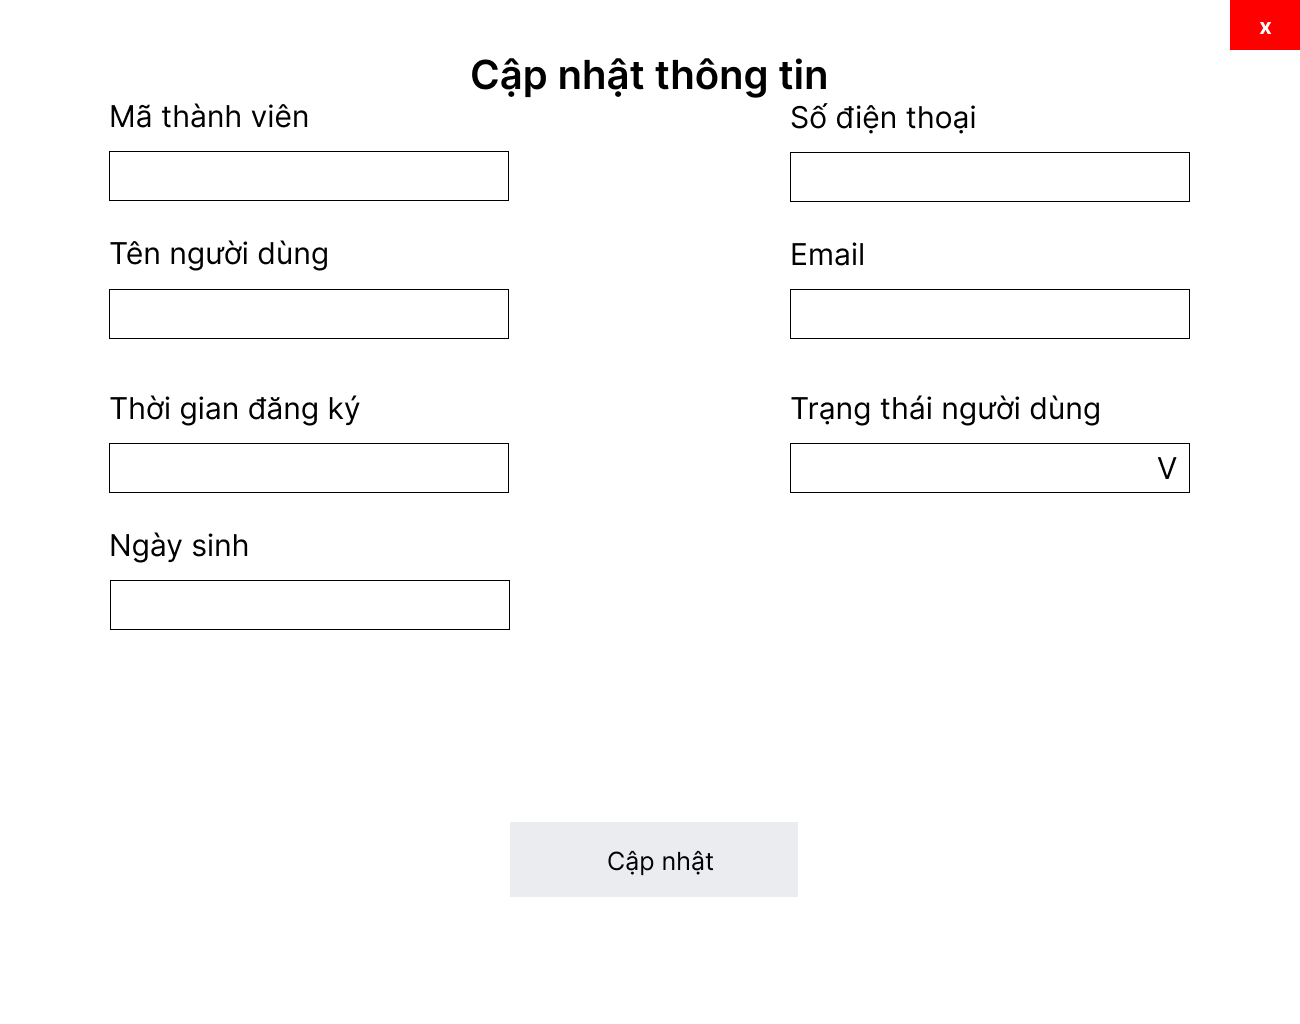 x
Cập nhật thông tin
Mã thành viên
Số điện thoại
Tên người dùng
Email
Thời gian đăng ký
Trạng thái người dùng
V
Ngày sinh
Cập nhật